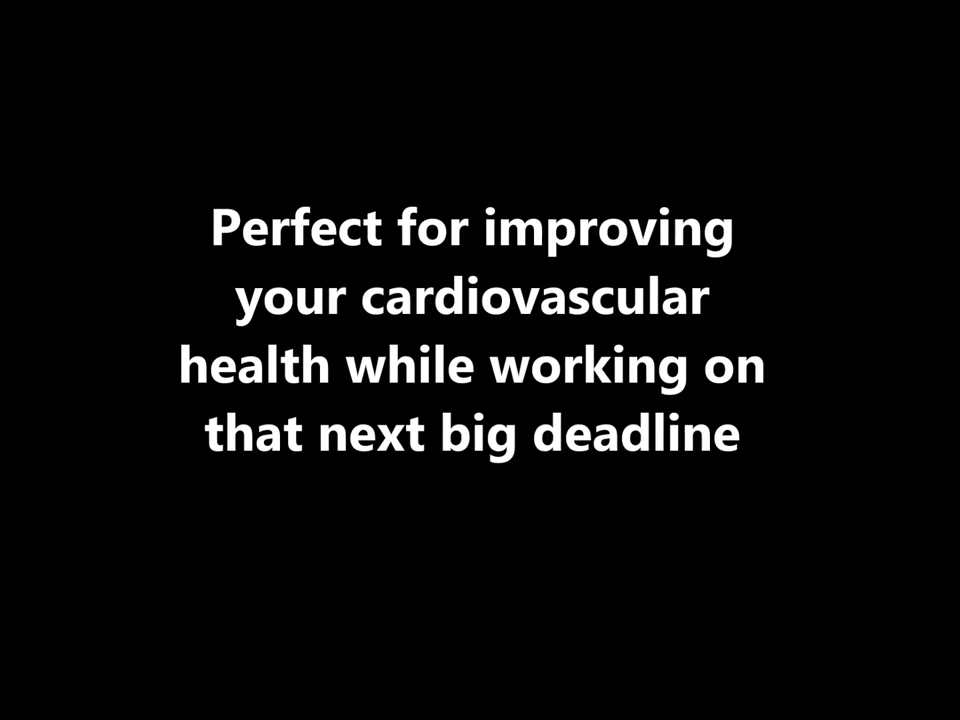 Perfect for improving
your cardiovascular
health while working on
that next big deadline